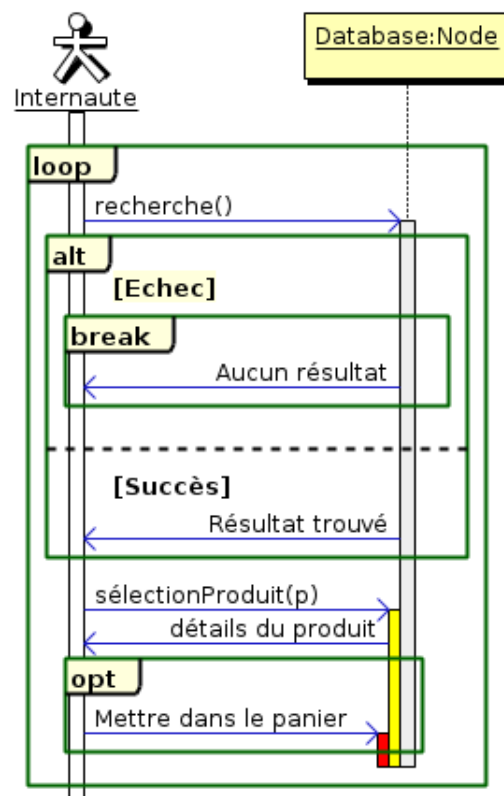 Internaute
Database:Node
loop
recherche()
alt
[Echec]
break
Aucun résultat
[Succès]
Résultat trouvé
sélectionProduit(p)
détails du produit
opt
Mettre dans le panier